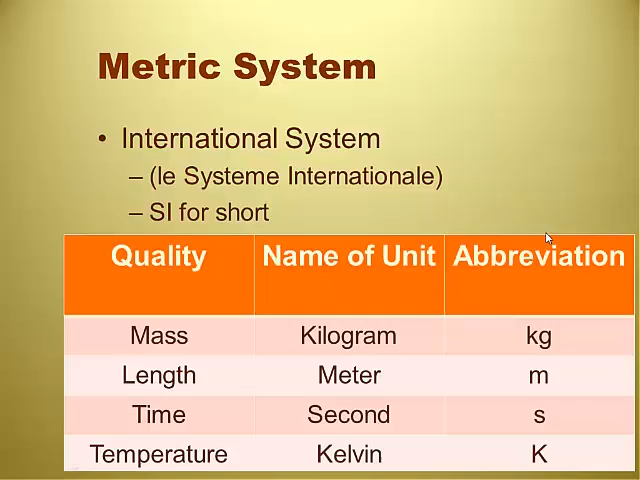 Metric System
• International System
– (le Systeme Internationale)
– SI for short
Quality Name of Unit Abbreviation
Mass Kilogram kg
Length Meter m
Time Second s
Temperature Kelvin K